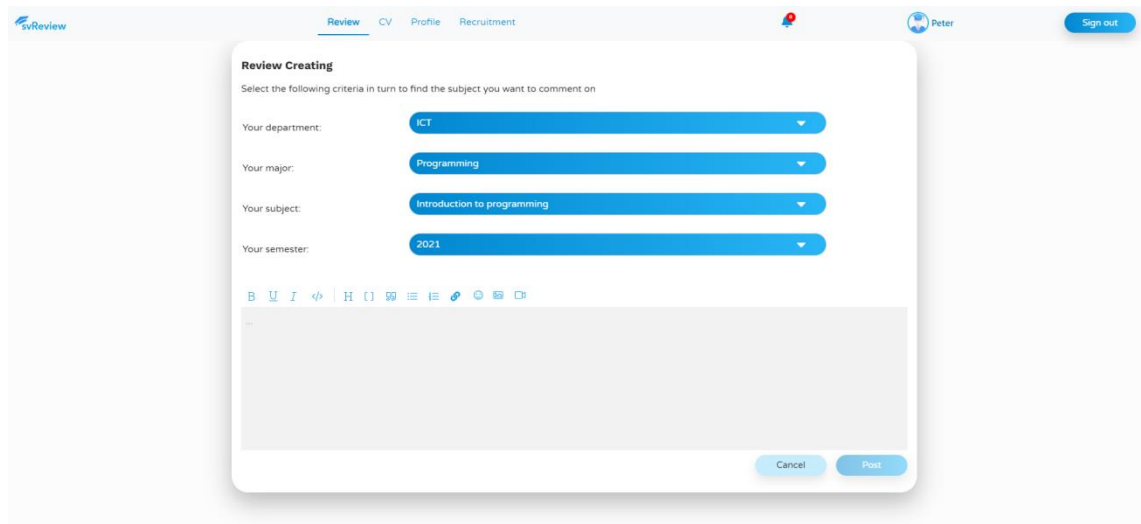 svReview
Review CV Profile Recruitment
Peter
Sign out
Review Creating
Select the following criteria in turn to find the subject you want to comment on
Your department:
ICT
Your major:
Programming
Your subject:
Introduction to programming
Your semester:
2021
B U I </> H [ ]
...
Cancel
Post